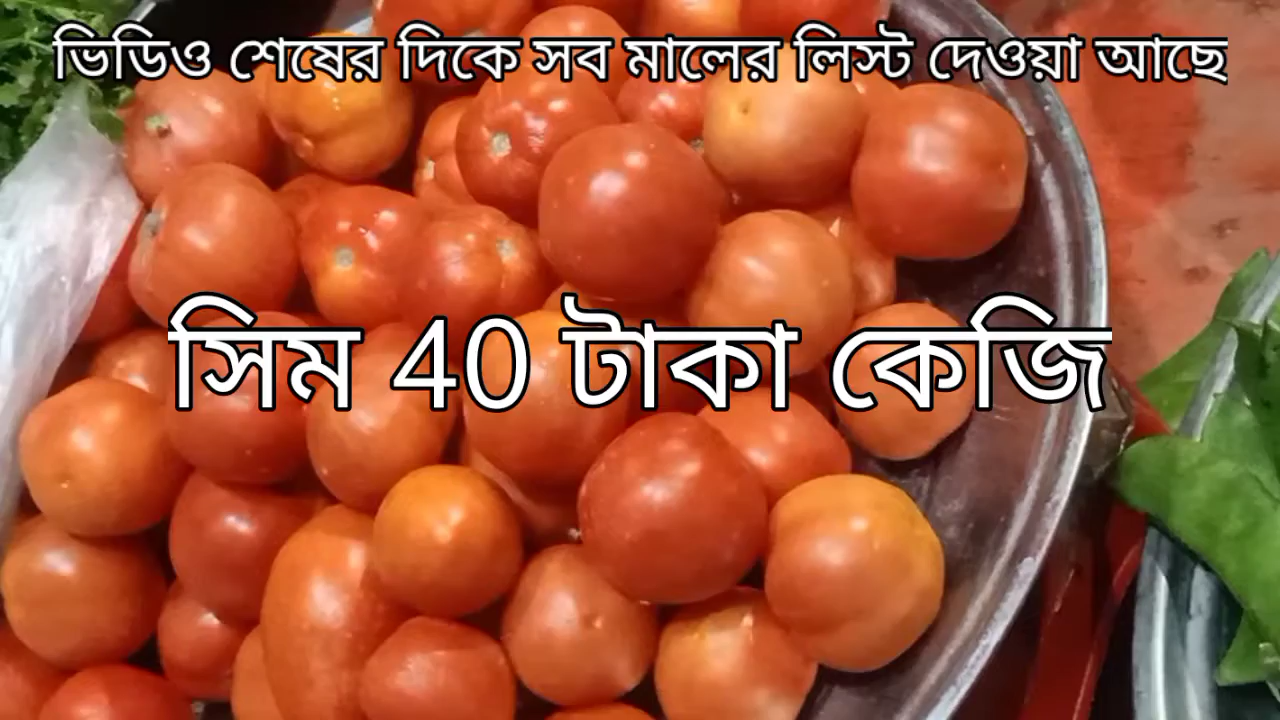 ভিডিও শেষের দিকে সব মালের লিস্ট দেওয়া আছে
সিম 40 টাকা কেজি